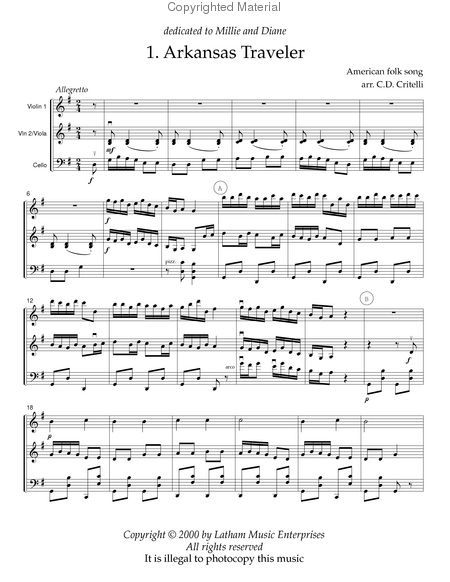 Copyrighted Material
dedicated to Millie and Diane
1. Arkansas Traveler
American folk song
arr. C.D. Critelli
Allegretto
Violin 1
Vln 2/Viola
mf
Cello
f
6
A
f
pizz.
12
B
f
arco
p
18
p
Copyright © 2000 by Latham Music Enterprises
All rights reserved
It is illegal to photocopy this music